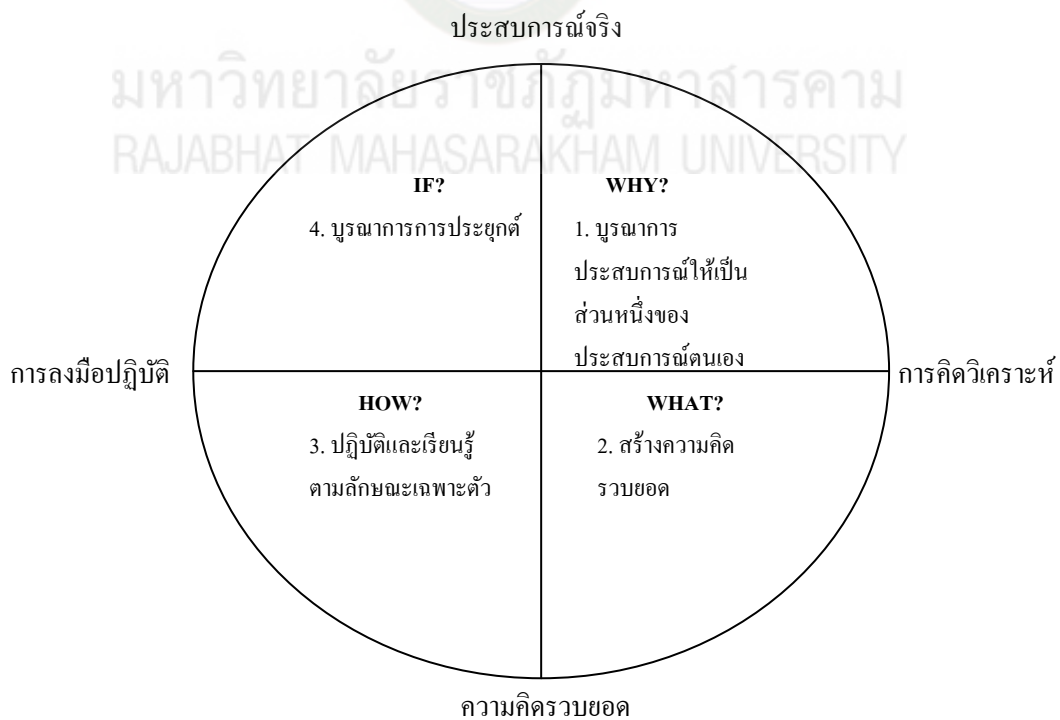 ประสบการณ์จริง
มหาวิทยาลัยราชภัฏมหาสารคาม
RAJABHAT MAHASARAKHAM UNIVERSITY
IF?
4. บูรณาการการประยุกต์
WHY?
1. บูรณาการ
ประสบการณ์ให้เป็น
ส่วนหนึ่งของ
ประสบการณ์ตนเอง
การลงมือปฏิบัติ
การคิดวิเคราะห์
HOW?
3. ปฏิบัติและเรียนรู้
ตามลักษณะเฉพาะตัว
WHAT?
2. สร้างความคิด
รวบยอด
ความคิดรวบยอด